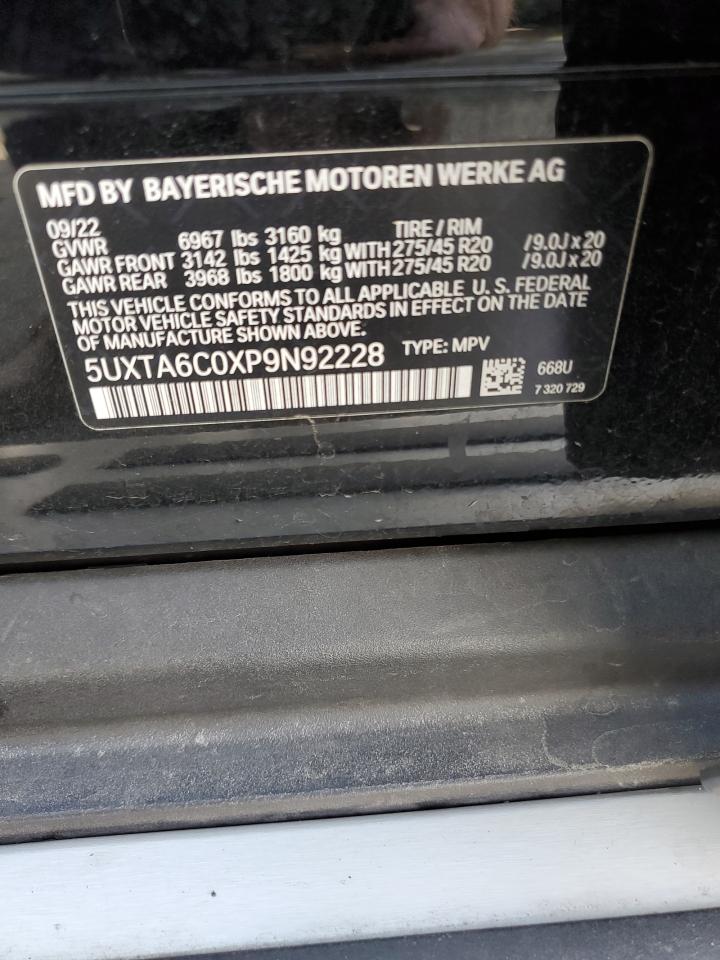 MFD BY BAYERISCHE MOTOREN WERKE AG
09/22 TIRE / RIM
GVWR 6967 lbs 3160 kg
GAWR FRONT 3142 lbs 1425 kg WITH 275/45 R20 /9.0J x 20
GAWR REAR 3968 lbs 1800 kg WITH 275/45 R20 /9.0J x 20
THIS VEHICLE CONFORMS TO ALL APPLICABLE U. S. FEDERAL
MOTOR VEHICLE SAFETY STANDARDS IN EFFECT ON THE DATE
OF MANUFACTURE SHOWN ABOVE.
5UXTA6C0XP9N92228 TYPE: MPV
668U
7 320 729